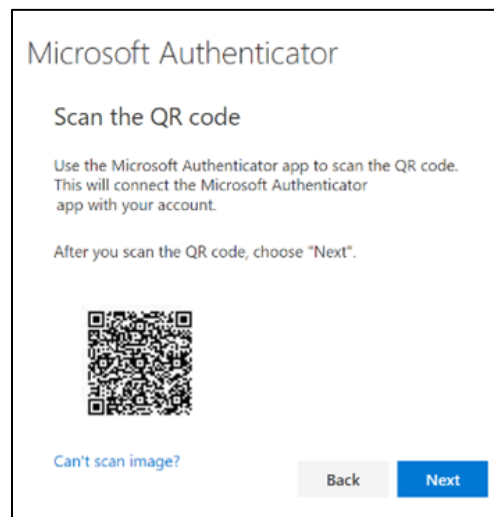 Microsoft Authenticator
Scan the QR code
Use the Microsoft Authenticator app to scan the QR code.
This will connect the Microsoft Authenticator
app with your account.
After you scan the QR code, choose "Next".
Can't scan image?
Back
Next